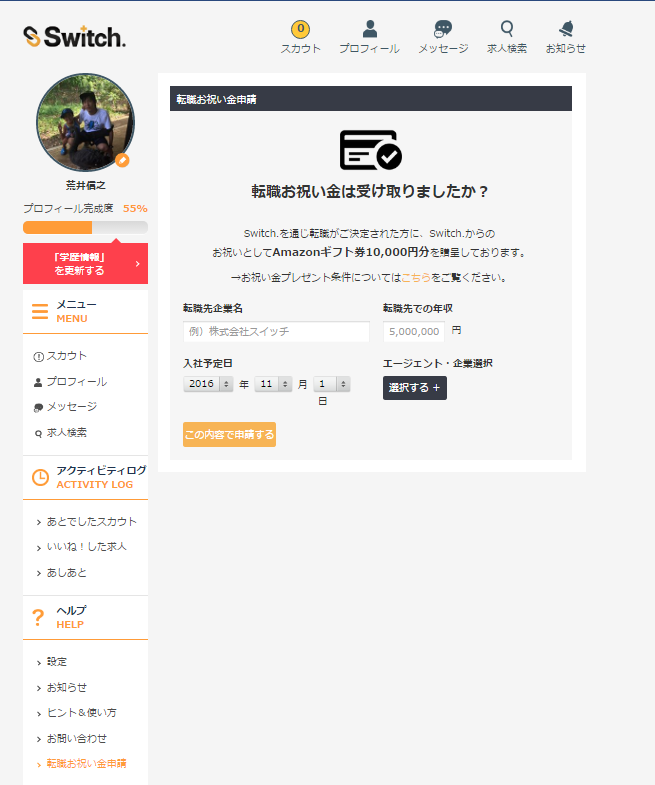 Switch.
0
スカウト
プロフィール
メッセージ
求人検索
お知らせ
荒井信之
プロフィール完成度 55%
「学歴情報」
を更新する
メニュー
MENU
スカウト
プロフィール
メッセージ
求人検索
アクティビティログ
ACTIVITY LOG
あとでしたスカウト
いいね！した求人
あしあと
ヘルプ
HELP
設定
お知らせ
ヒント＆使い方
お問い合わせ
転職お祝い金申請
転職お祝い金申請
転職お祝い金は受け取りましたか？
Switch.を通じ転職がご決定された方に、Switch.からの
お祝いとしてAmazonギフト券10,000円分を贈呈しております。
→お祝い金プレゼント条件についてはこちらをご覧ください。
転職先企業名
例）株式会社スイッチ
転職先での年収
5,000,000 円
入社予定日
2016 年 11 月 1
日
エージェント・企業選択
選択する +
この内容で申請する